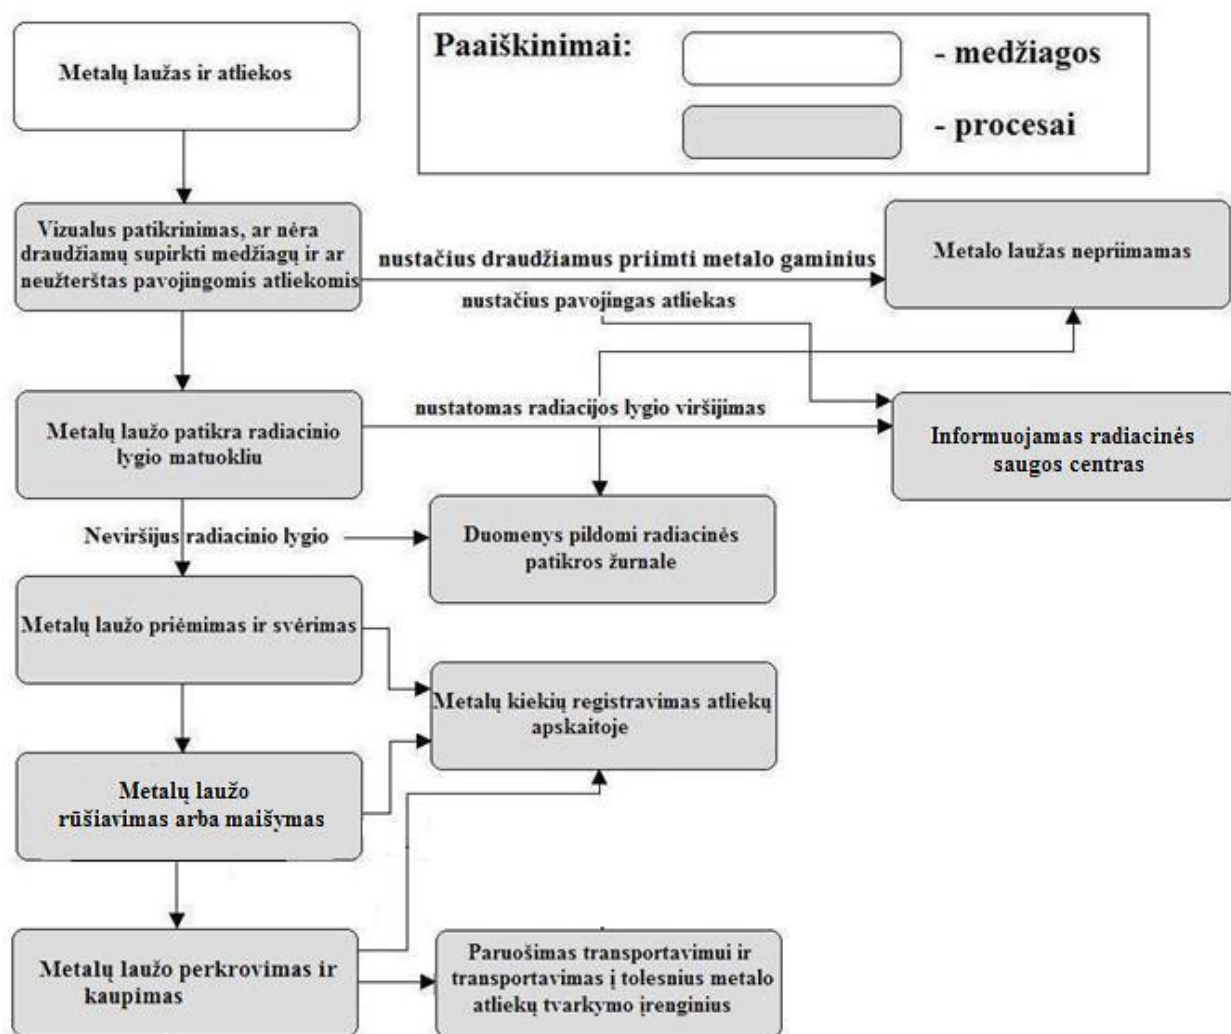 Paaiškinimai:
- medžiagos
- procesai
Metalų laužas ir atliekos
Vizualus patikrinimas, ar nėra
draudžiamų supirkti medžiagų ir ar
neužterštas pavojingomis atliekomis
nustačius draudžiamus priimti metalo gaminius
nustačius pavojingas atliekas
Metalo laužas nepriimamas
Metalų laužo patikra radiacinio
lygio matuokliu
nustatomas radiacijos lygio viršijimas
Informuojamas radiacinės
saugos centras
Neviršijus radiacinio lygio
Duomenys pildomi radiacinės
patikros žurnale
Metalų laužo priėmimas ir svėrimas
Metalų kiekių registravimas atliekų
apskaitoje
Metalų laužo
rūšiavimas arba maišymas
Metalų laužo perkrovimas ir
kaupimas
Paruošimas transportavimui ir
transportavimas į tolesnius metalo
atliekų tvarkymo įrenginius